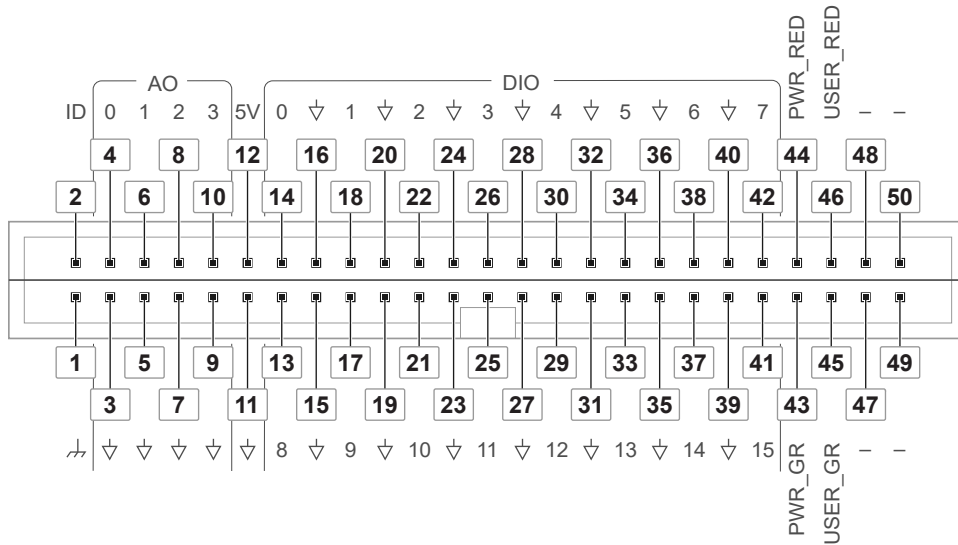 AO DIO PWR_RED USER_RED
ID 0 1 2 3 5V 0 1 2 3 4 5 6 7 – –
4 8 12 16 20 24 28 32 36 40 44 48
2 6 10 14 18 22 26 30 34 38 42 46 50
1 5 9 13 17 21 25 29 33 37 41 45 49
3 7 11 15 19 23 27 31 35 39 43 47
8 9 10 11 12 13 14 15 – –
PWR_GR USER_GR